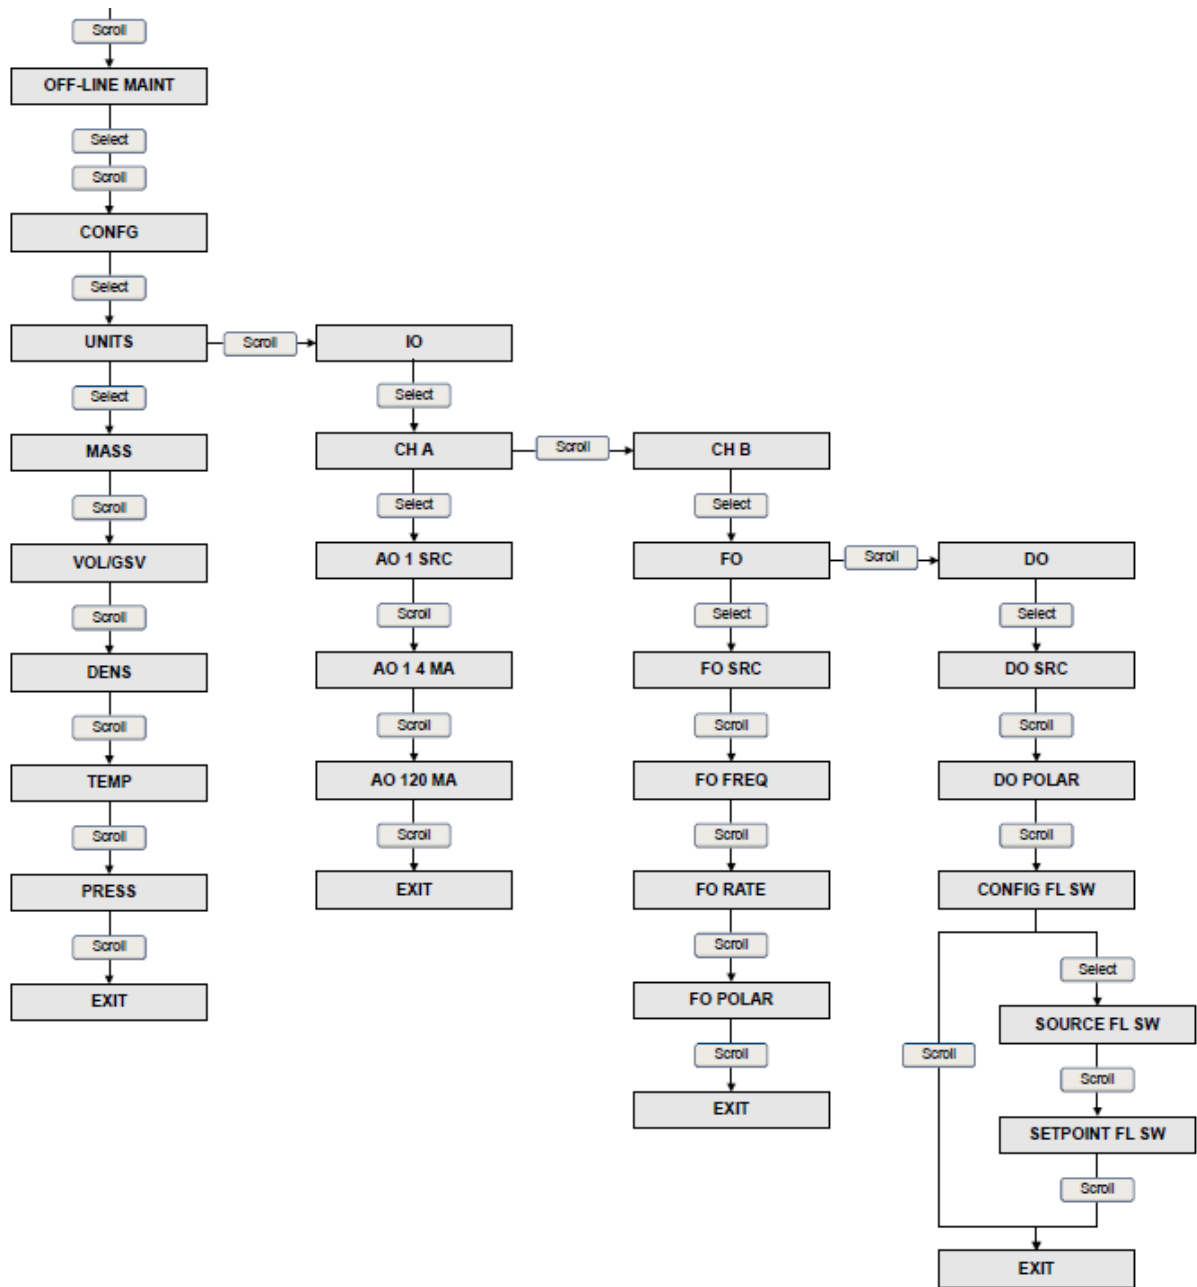 Scroll
OFF-LINE MAINT
Select
Scroll
CONFG
Select
UNITS
Select
MASS
Scroll
VOL/GSV
Scroll
DENS
Scroll
TEMP
Scroll
PRESS
Scroll
EXIT
Scroll
IO
Select
CH A
Select
AO 1 SRC
Scroll
AO 1 4 MA
Scroll
AO 120 MA
Scroll
EXIT
Scroll
CH B
Select
FO
Select
FO SRC
Scroll
FO FREQ
Scroll
FO RATE
Scroll
FO POLAR
Scroll
EXIT
Scroll
DO
Select
DO SRC
Scroll
DO POLAR
Scroll
CONFIG FL SW
Select
SOURCE FL SW
Scroll
Scroll
SETPOINT FL SW
Scroll
EXIT